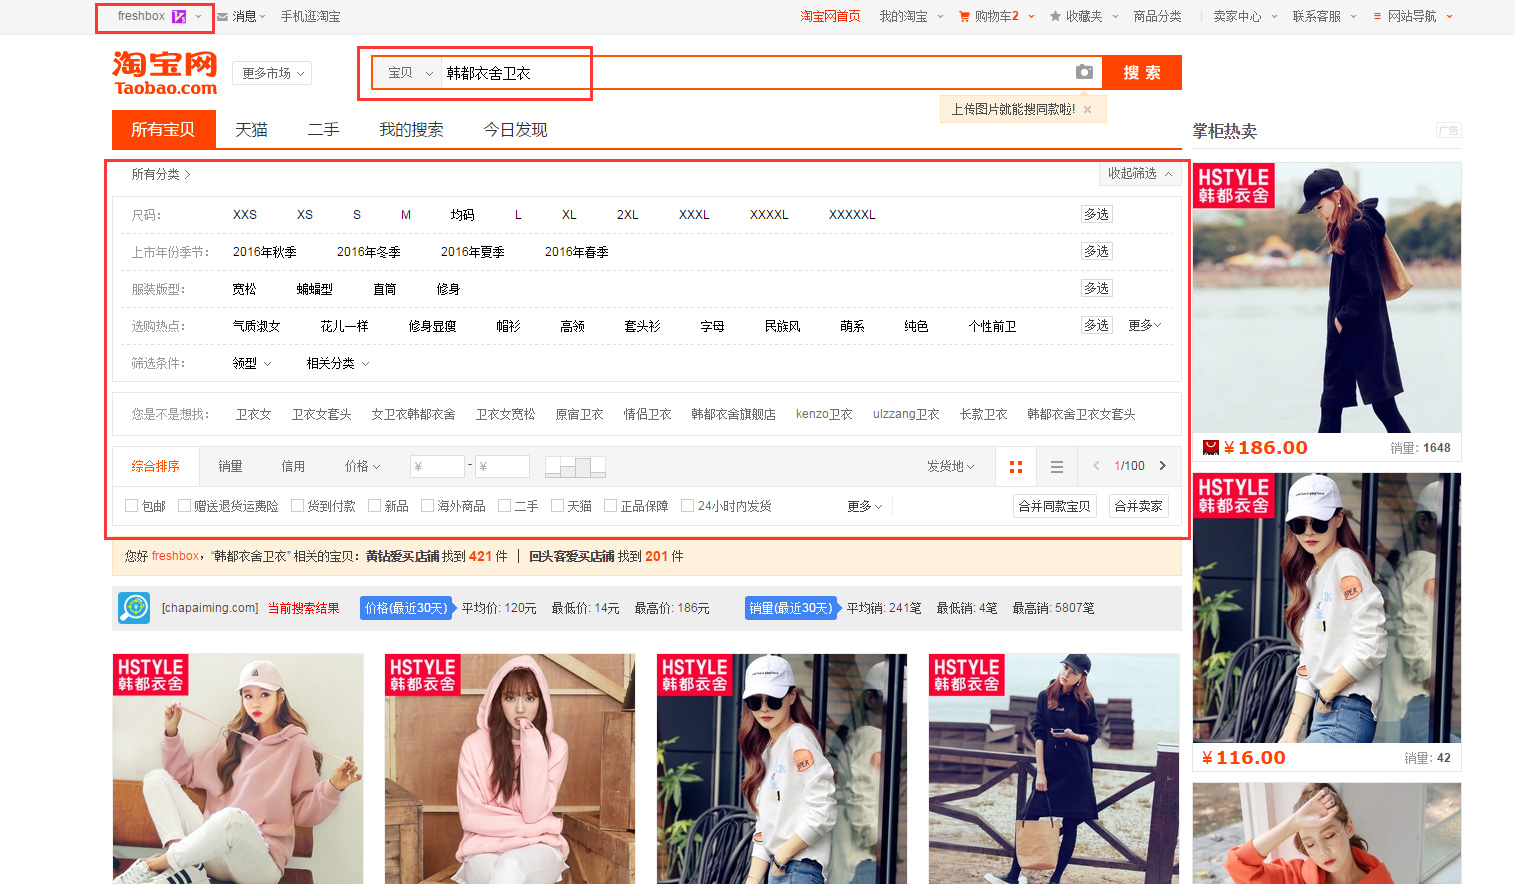 freshbox 消息 手机逛淘宝 淘宝网首页 我的淘宝 购物车2 收藏夹 商品分类 卖家中心 联系客服 网站导航
淘宝网
Taobao.com
更多市场
宝贝 韩都衣舍卫衣 搜索
上传图片就能搜同款啦! ×
所有宝贝 天猫 二手 我的搜索 今日发现
掌柜热卖 广告
所有分类 > 收起筛选
尺码: XXS XS S M 均码 L XL 2XL XXXL XXXXL XXXXXL 多选
上市年份季节: 2016年秋季 2016年冬季 2016年夏季 2016年春季 多选
服装版型: 宽松 蝙蝠型 直筒 修身 多选
选购热点: 气质淑女 花儿一样 修身显瘦 帽衫 高领 套头衫 字母 民族风 萌系 纯色 个性前卫 多选 更多
筛选条件: 领型 相关分类
您是不是想找: 卫衣女 卫衣女套头 女卫衣韩都衣舍 卫衣女宽松 原宿卫衣 情侣卫衣 韩都衣舍旗舰店 kenzo卫衣 ulzzang卫衣 长款卫衣 韩都衣舍卫衣女套头
综合排序 销量 信用 价格 ¥ - ¥ 发货地 < 1/100 >
包邮 赠送退货运费险 货到付款 新品 海外商品 二手 天猫 正品保障 24小时内发货 更多 合并同款宝贝 合并卖家
您好 freshbox，“韩都衣舍卫衣” 相关的宝贝：黄钻爱买店铺 找到 421 件 | 回头客爱买店铺 找到 201 件
[chapaiming.com] 当前搜索结果 价格(最近30天) 平均价: 120元 最低价: 14元 最高价: 186元 销量(最近30天) 平均销: 241笔 最低销: 4笔 最高销: 5807笔
HSTYLE
韩都衣舍
HSTYLE
韩都衣舍
HSTYLE
韩都衣舍
HSTYLE
韩都衣舍
HSTYLE
韩都衣舍
¥186.00 销量: 1648
HSTYLE
韩都衣舍
¥116.00 销量: 42